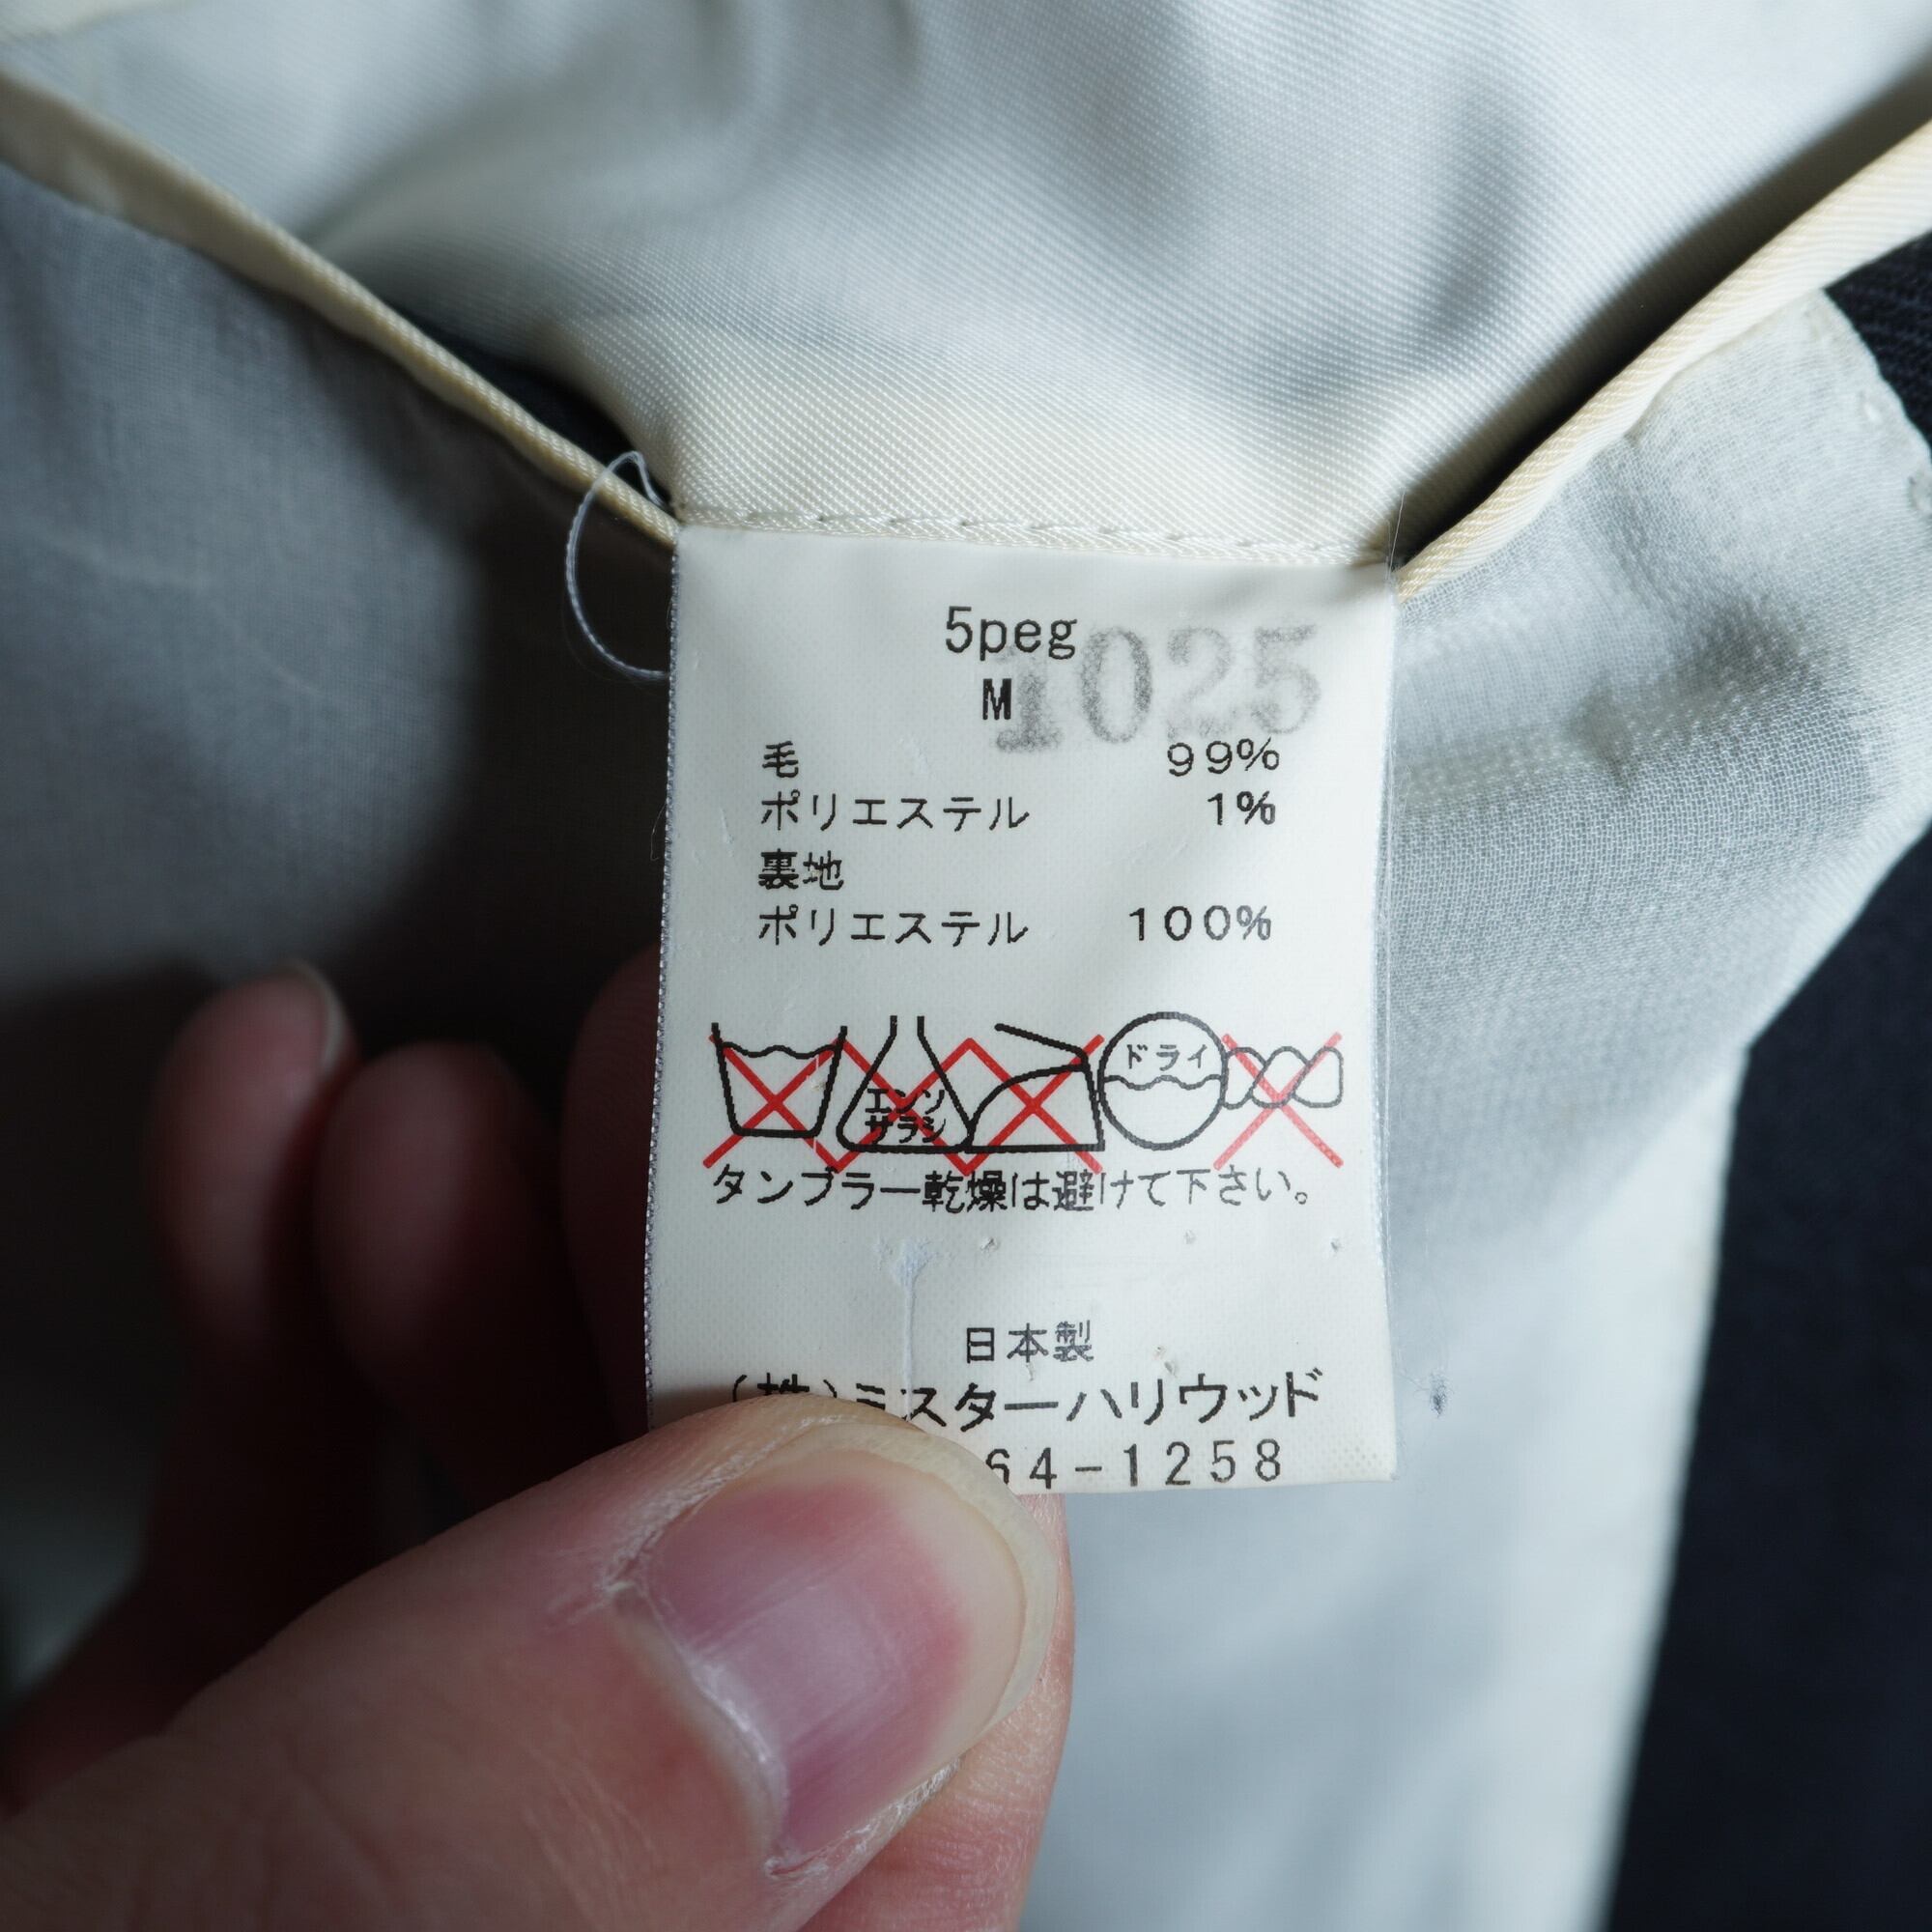 5peg
1025
M
毛 99%
ポリエステル 1%
裏地
ポリエステル 100%
エンソ
サラシ
ドライ
タンブラー乾燥は避けて下さい。
日本製
(株)ミスターハリウッド
64-1258